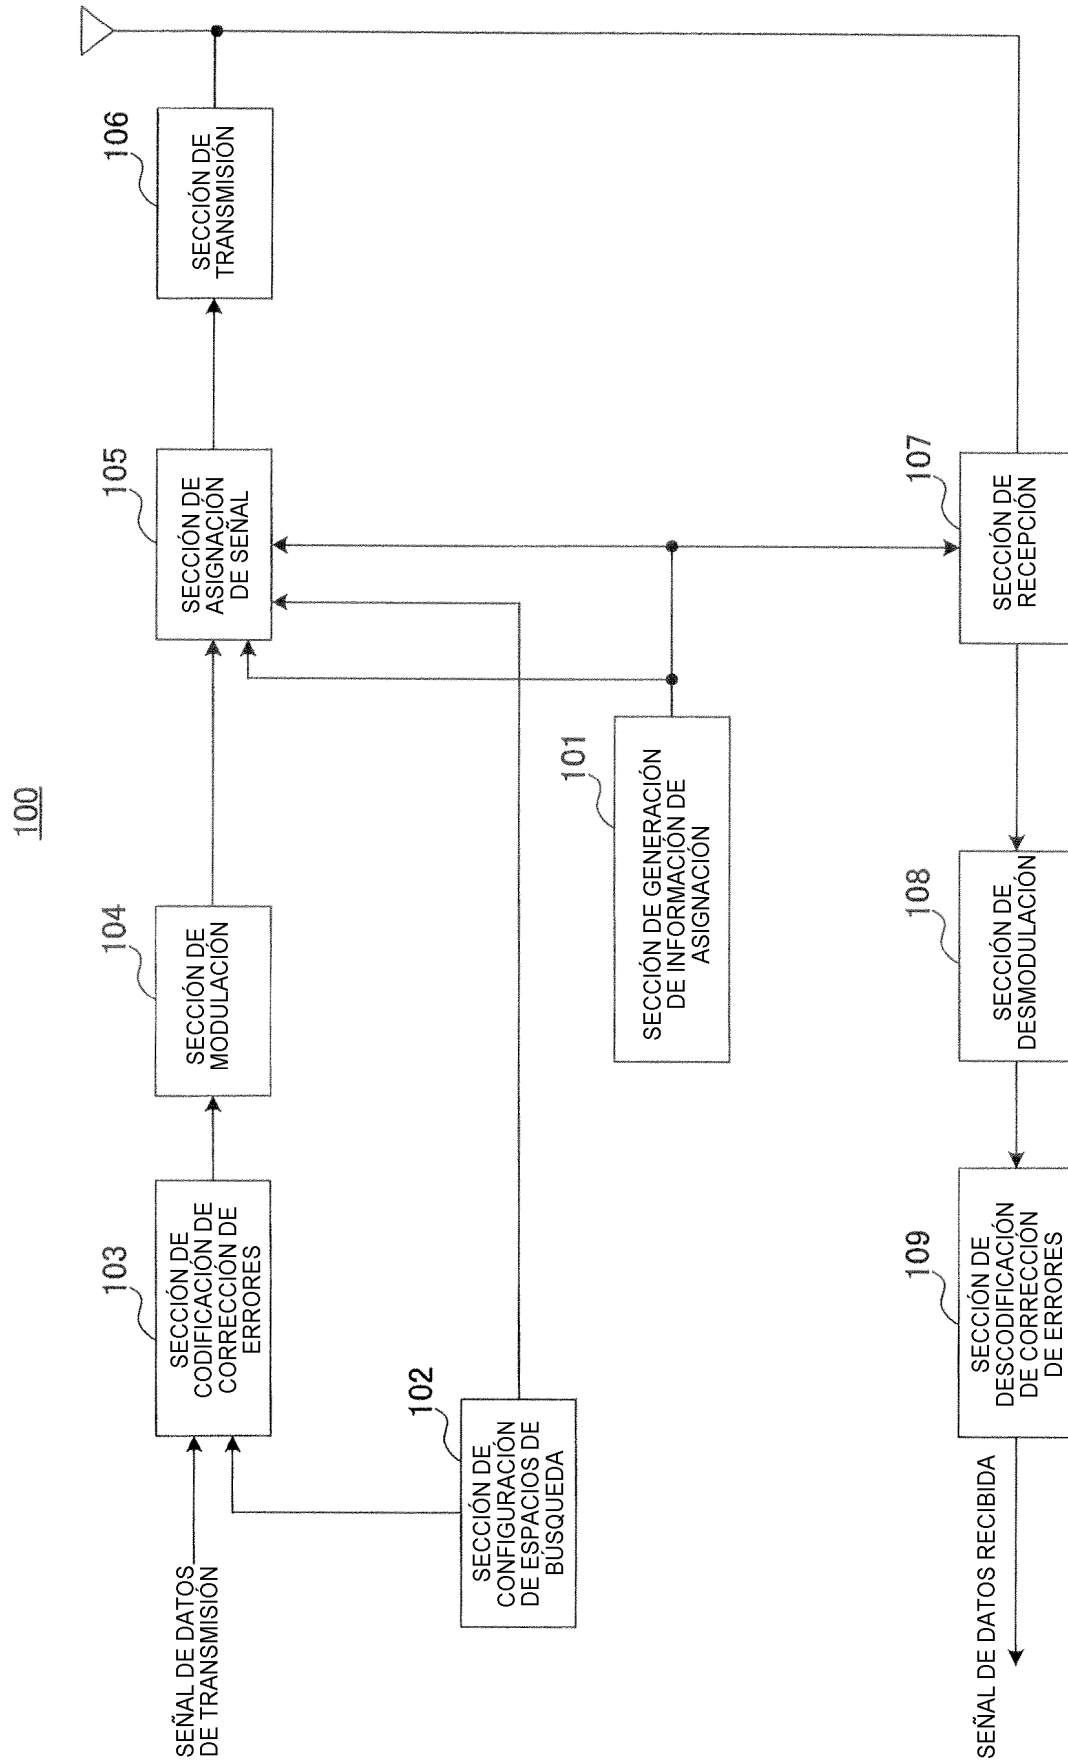 100
SEÑAL DE DATOS
DE TRANSMISIÓN
103
SECCIÓN DE
CODIFICACIÓN DE
CORRECCIÓN DE
ERRORES
104
SECCIÓN DE
MODULACIÓN
105
SECCIÓN DE
ASIGNACIÓN
DE SEÑAL
106
SECCIÓN DE
TRANSMISIÓN
102
SECCIÓN DE
CONFIGURACIÓN
DE ESPACIOS DE
BÚSQUEDA
101
SECCIÓN DE GENERACIÓN
DE INFORMACIÓN DE
ASIGNACIÓN
SEÑAL DE DATOS RECIBIDA
109
SECCIÓN DE
DESCODIFICACIÓN
DE CORRECCIÓN
DE ERRORES
108
SECCIÓN DE
DESMODULACIÓN
107
SECCIÓN DE
RECEPCIÓN